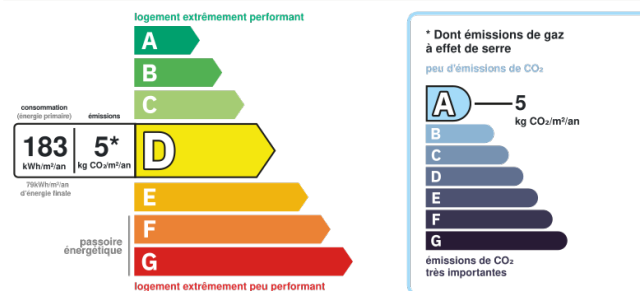 logement extrêmement performant
A
B
C
consommation
(énergie primaire)
émissions
183
kWh/m²/an
5*
kg CO₂/m²/an
D
79kWh/m²/an
d'énergie finale
E
F
passoire
énergétique
G
logement extrêmement peu performant
* Dont émissions de gaz
à effet de serre
peu d'émissions de CO₂
A
5
kg CO₂/m²/an
B
C
D
E
F
G
émissions de CO₂
très importantes